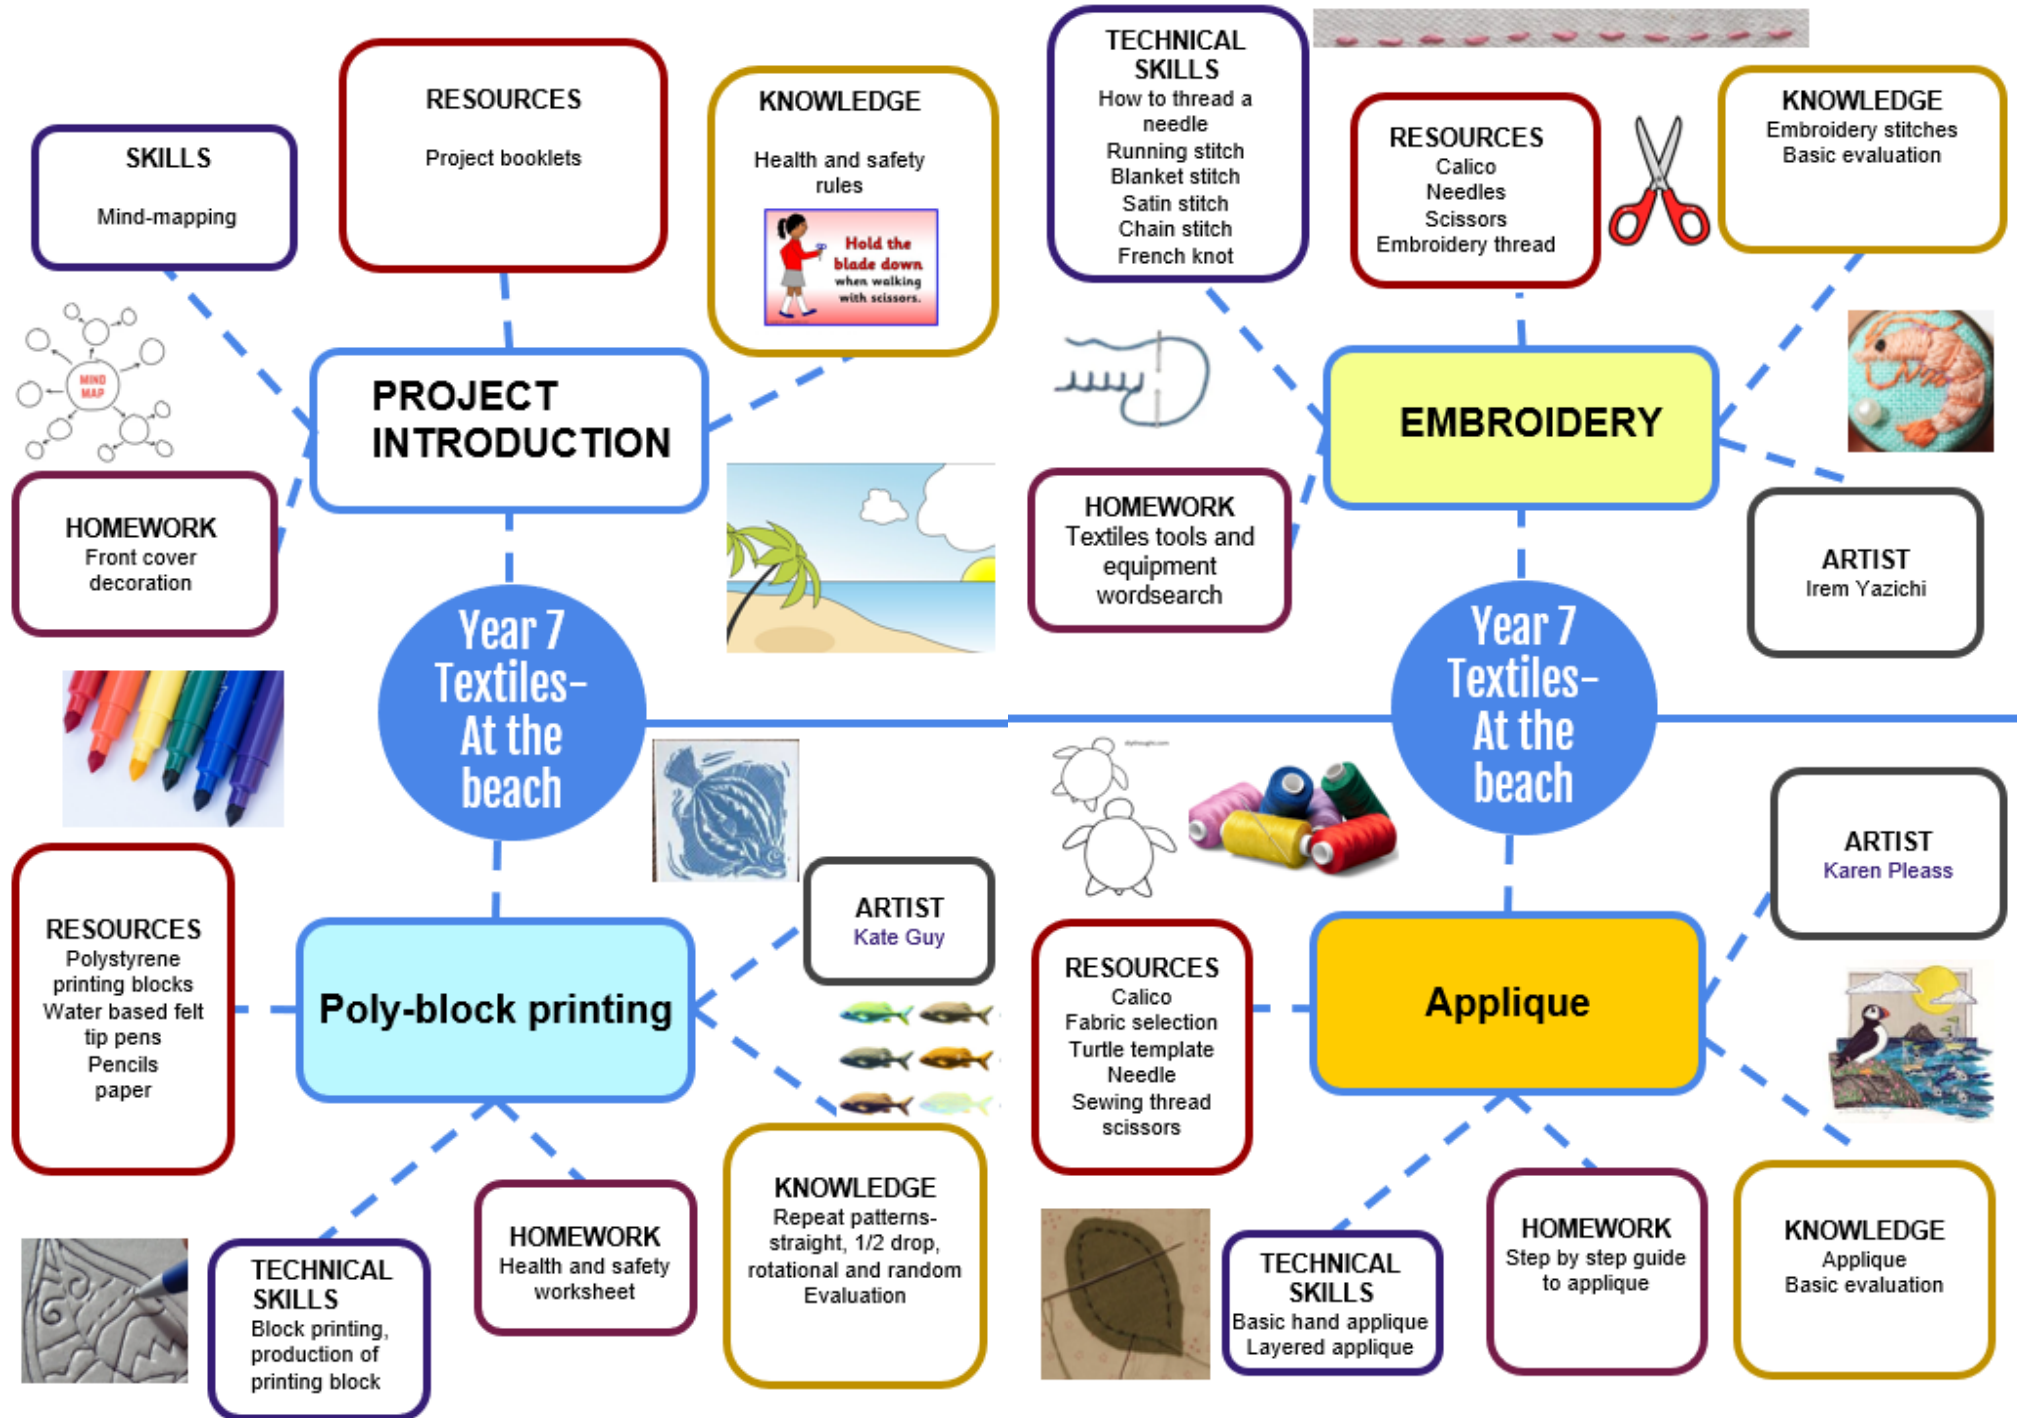 SKILLS
Mind-mapping
RESOURCES
Project booklets
KNOWLEDGE
Health and safety
rules
Hold the
blade down
when walking
with scissors.
MIND
MAP
PROJECT
INTRODUCTION
HOMEWORK
Front cover
decoration
Year 7
Textiles-
At the
beach
RESOURCES
Polystyrene
printing blocks
Water based felt
tip pens
Pencils
paper
Poly-block printing
ARTIST
Kate Guy
TECHNICAL
SKILLS
Block printing,
production of
printing block
HOMEWORK
Health and safety
worksheet
KNOWLEDGE
Repeat patterns-
straight, 1/2 drop,
rotational and random
Evaluation
TECHNICAL
SKILLS
How to thread a
needle
Running stitch
Blanket stitch
Satin stitch
Chain stitch
French knot
RESOURCES
Calico
Needles
Scissors
Embroidery thread
KNOWLEDGE
Embroidery stitches
Basic evaluation
EMBROIDERY
HOMEWORK
Textiles tools and
equipment
wordsearch
ARTIST
Irem Yazichi
Year 7
Textiles-
At the
beach
ARTIST
Karen Pleass
RESOURCES
Calico
Fabric selection
Turtle template
Needle
Sewing thread
scissors
Applique
TECHNICAL
SKILLS
Basic hand applique
Layered applique
HOMEWORK
Step by step guide
to applique
KNOWLEDGE
Applique
Basic evaluation